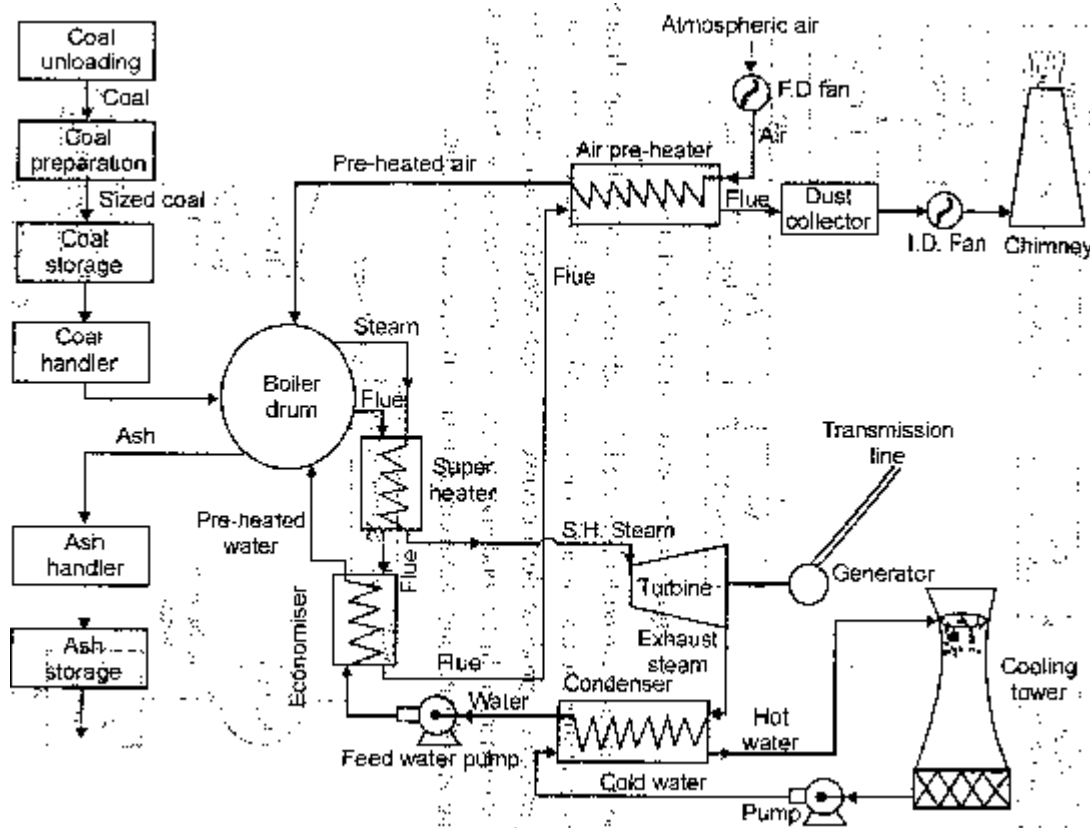 Coal
unloading
Coal
Coal
preparation
Sized coal
Coal
storage
Coal
handler
Ash
Ash
handler
Ash
storage
Atmospheric air
F.D fan
Air
Air pre-heater
Pre-heated air
Flue
Dust
collector
I.D. Fan
Chimney
Flue
Steam
Boiler
drum
Flue
Super
heater
Pre-heated
water
S.H. Steam
Flue
Economiser
Flue
Transmission
line
Turbine
Generator
Exhaust
steam
Condenser
Water
Feed water pump
Hot
water
Cold water
Pump
Cooling
tower